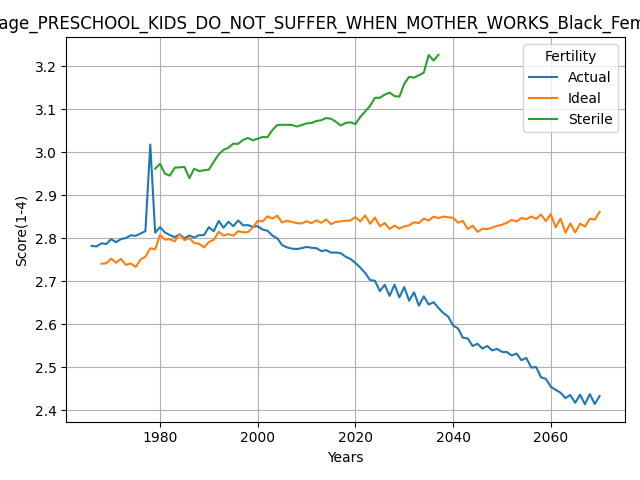 age_PRESCHOOL_KIDS_DO_NOT_SUFFER_WHEN_MOTHER_WORKS_Black_Fem
Fertility
Actual
Ideal
Sterile
Score(1-4)
3.2
3.1
3.0
2.9
2.8
2.7
2.6
2.5
2.4
1980 2000 2020 2040 2060
Years